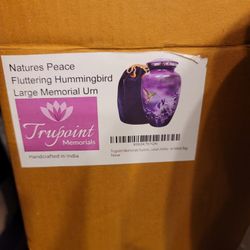 Natures Peace
Fluttering Hummingbird
Large Memorial Urn
Trupoint
Memorials
Handcrafted in India